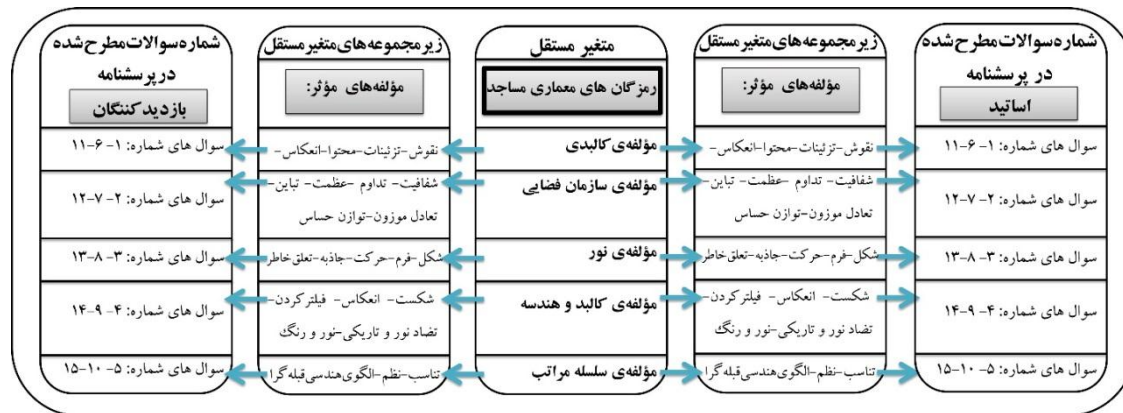 شماره سوالات مطرح شده
در پرسشنامه
اساتید
سوال های شماره: ۱- ۶-۱۱
سوال های شماره: ۲- ۷-۱۲
سوال های شماره: ۳- ۸-۱۳
سوال های شماره: ۴- ۹-۱۴
سوال های شماره: ۵- ۱۰-۱۵
زیرمجموعه های متغیر مستقل
مؤلفه‌های مؤثر:
نقوش-تزئینات-محتوا-انعکاس-
شفافیت- تداوم -عظمت- تباین-
تعادل موزون-توازن حساس
شکل-فرم-حرکت-جاذبه-تعلق خاطر
شکست- انعکاس- فیلتر کردن-
تضاد نور و تاریکی-نور و رنگ
تناسب-نظم-الگوی هندسی قبله گرا
متغیر مستقل
رمزگان های معماری مساجد
مؤلفه‌ی کالبدی
مؤلفه‌ی سازمان فضایی
مؤلفه‌ی نور
مؤلفه‌ی کالبد و هندسه
مؤلفه‌ی سلسله مراتب
زیرمجموعه های متغیر مستقل
مؤلفه‌های مؤثر:
نقوش-تزئینات-محتوا-انعکاس-
شفافیت- تداوم -عظمت- تباین-
تعادل موزون-توازن حساس
شکل-فرم-حرکت-جاذبه-تعلق خاطر
شکست- انعکاس- فیلتر کردن-
تضاد نور و تاریکی-نور و رنگ
تناسب-نظم-الگوی هندسی قبله گرا
شماره سوالات مطرح شده
در پرسشنامه
بازدیدکنندگان
سوال های شماره: ۱- ۶-۱۱
سوال های شماره: ۲- ۷-۱۲
سوال های شماره: ۳- ۸-۱۳
سوال های شماره: ۴- ۹-۱۴
سوال های شماره: ۵- ۱۰-۱۵